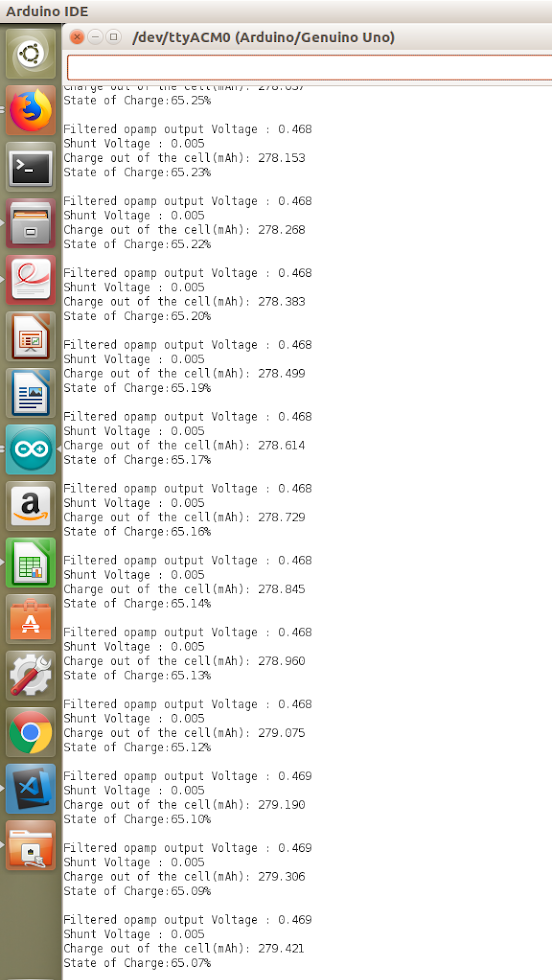 Arduino IDE
/dev/ttyACM0 (Arduino/Genuino Uno)
Charge out of the cell(mAh): 278.037
State of Charge:65.25%
Filtered opamp output Voltage : 0.468
Shunt Voltage : 0.005
Charge out of the cell(mAh): 278.153
State of Charge:65.23%
Filtered opamp output Voltage : 0.468
Shunt Voltage : 0.005
Charge out of the cell(mAh): 278.268
State of Charge:65.22%
Filtered opamp output Voltage : 0.468
Shunt Voltage : 0.005
Charge out of the cell(mAh): 278.383
State of Charge:65.20%
Filtered opamp output Voltage : 0.468
Shunt Voltage : 0.005
Charge out of the cell(mAh): 278.499
State of Charge:65.19%
Filtered opamp output Voltage : 0.468
Shunt Voltage : 0.005
Charge out of the cell(mAh): 278.614
State of Charge:65.17%
Filtered opamp output Voltage : 0.468
Shunt Voltage : 0.005
Charge out of the cell(mAh): 278.729
State of Charge:65.16%
Filtered opamp output Voltage : 0.468
Shunt Voltage : 0.005
Charge out of the cell(mAh): 278.845
State of Charge:65.14%
Filtered opamp output Voltage : 0.468
Shunt Voltage : 0.005
Charge out of the cell(mAh): 278.960
State of Charge:65.13%
Filtered opamp output Voltage : 0.468
Shunt Voltage : 0.005
Charge out of the cell(mAh): 279.075
State of Charge:65.12%
Filtered opamp output Voltage : 0.469
Shunt Voltage : 0.005
Charge out of the cell(mAh): 279.190
State of Charge:65.10%
Filtered opamp output Voltage : 0.469
Shunt Voltage : 0.005
Charge out of the cell(mAh): 279.306
State of Charge:65.09%
Filtered opamp output Voltage : 0.469
Shunt Voltage : 0.005
Charge out of the cell(mAh): 279.421
State of Charge:65.07%